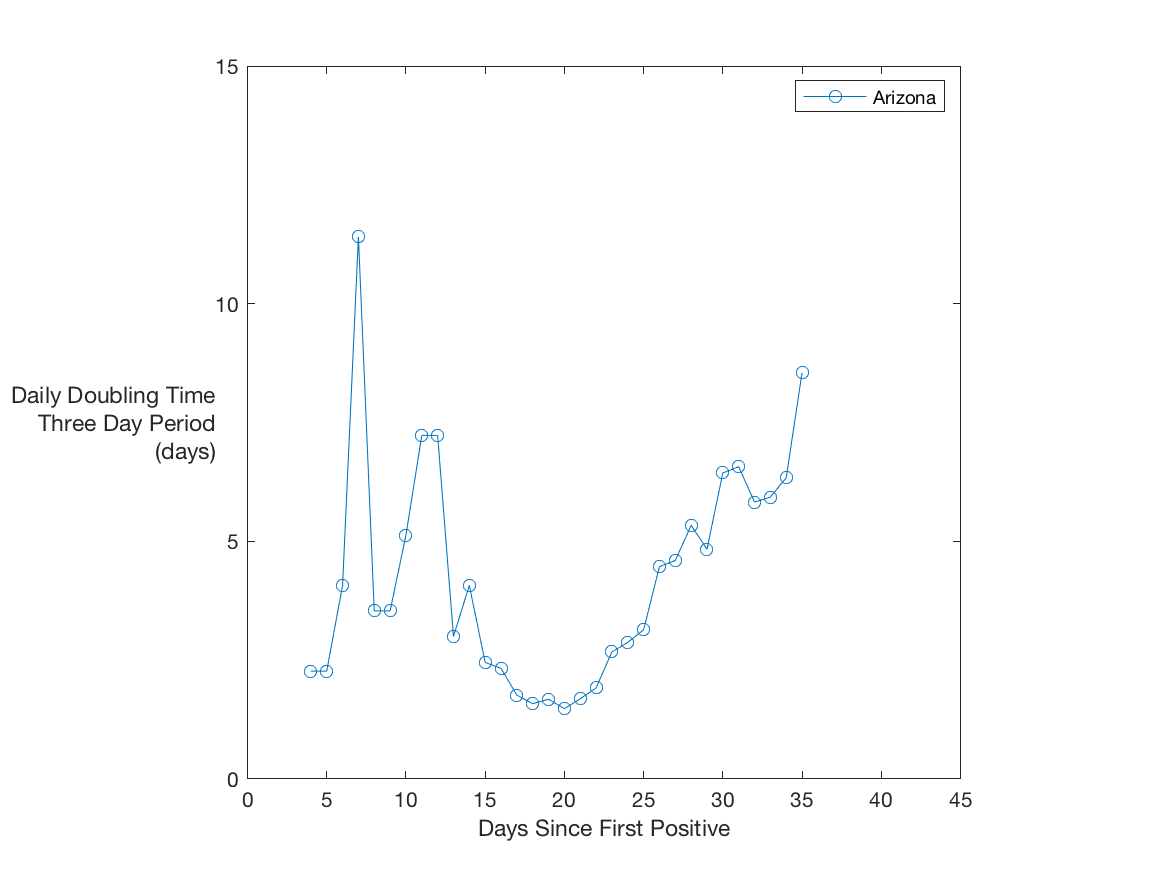 15
Arizona
10
Daily Doubling Time
Three Day Period
(days)
5
0
0 5 10 15 20 25 30 35 40 45
Days Since First Positive